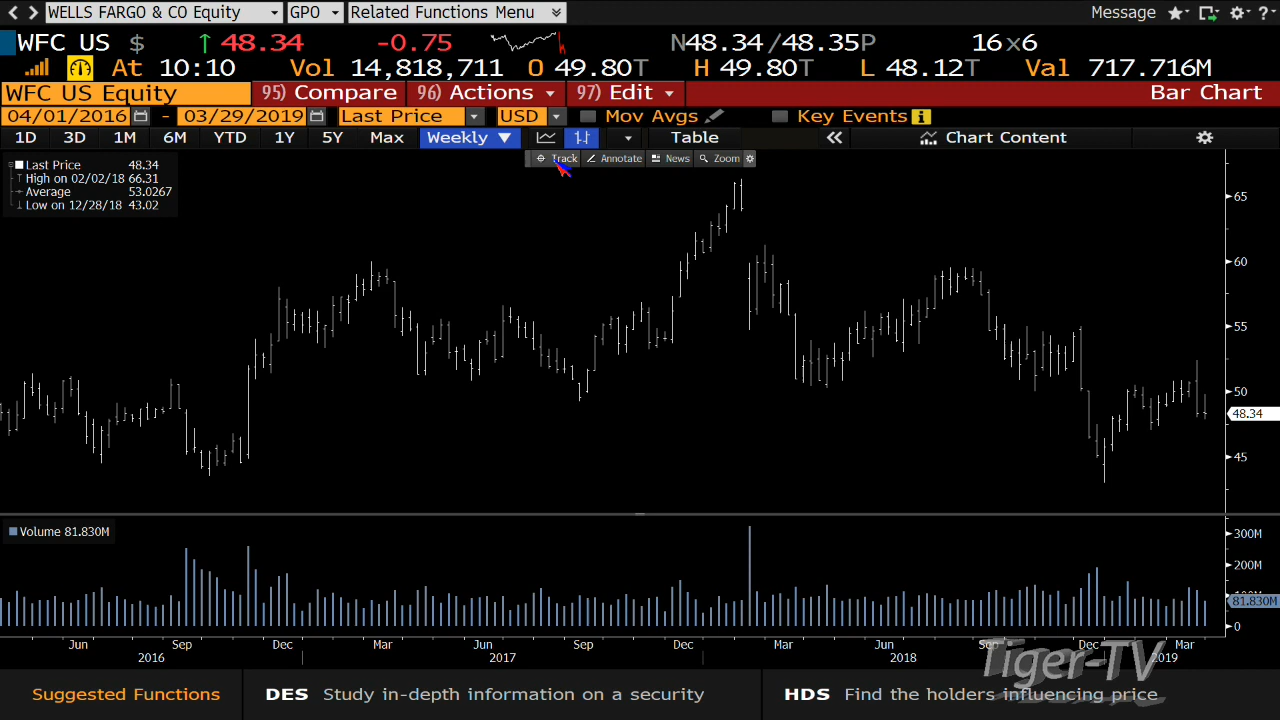 WELLS FARGO & CO Equity GPO Related Functions Menu Message ?
WFC US $ ↑ 48.34 -0.75 N48.34/48.35P 16x6
At 10:10 Vol 14,818,711 O 49.80T H 49.80T L 48.12T Val 717.716M
WFC US Equity 95) Compare 96) Actions 97) Edit Bar Chart
04/01/2016 - 03/29/2019 Last Price USD Mov Avgs Key Events i
1D 3D 1M 6M YTD 1Y 5Y Max Weekly ▼ Table « Chart Content
Track Annotate News Zoom
Last Price 48.34
High on 02/02/18 66.31
Average 53.0267
Low on 12/28/18 43.02
65
60
55
50
48.34
45
Volume 81.830M
300M
200M
81.830M
0
Jun Sep Dec Mar Jun Sep Dec Mar Jun Sep Dec Mar
2016 2017 2018 2019
Tiger-TV
Suggested Functions DES Study in-depth information on a security HDS Find the holders influencing price